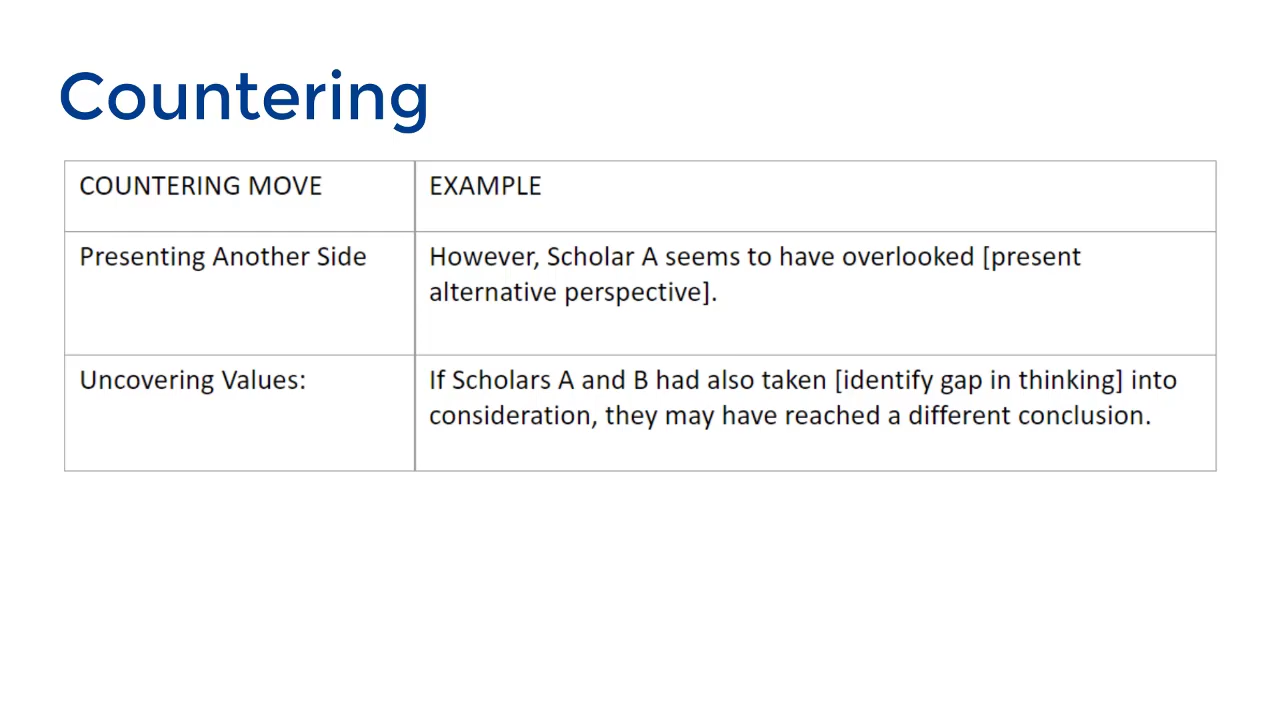 Countering
COUNTERING MOVE
EXAMPLE
Presenting Another Side
However, Scholar A seems to have overlooked [present
alternative perspective].
Uncovering Values:
If Scholars A and B had also taken [identify gap in thinking] into
consideration, they may have reached a different conclusion.